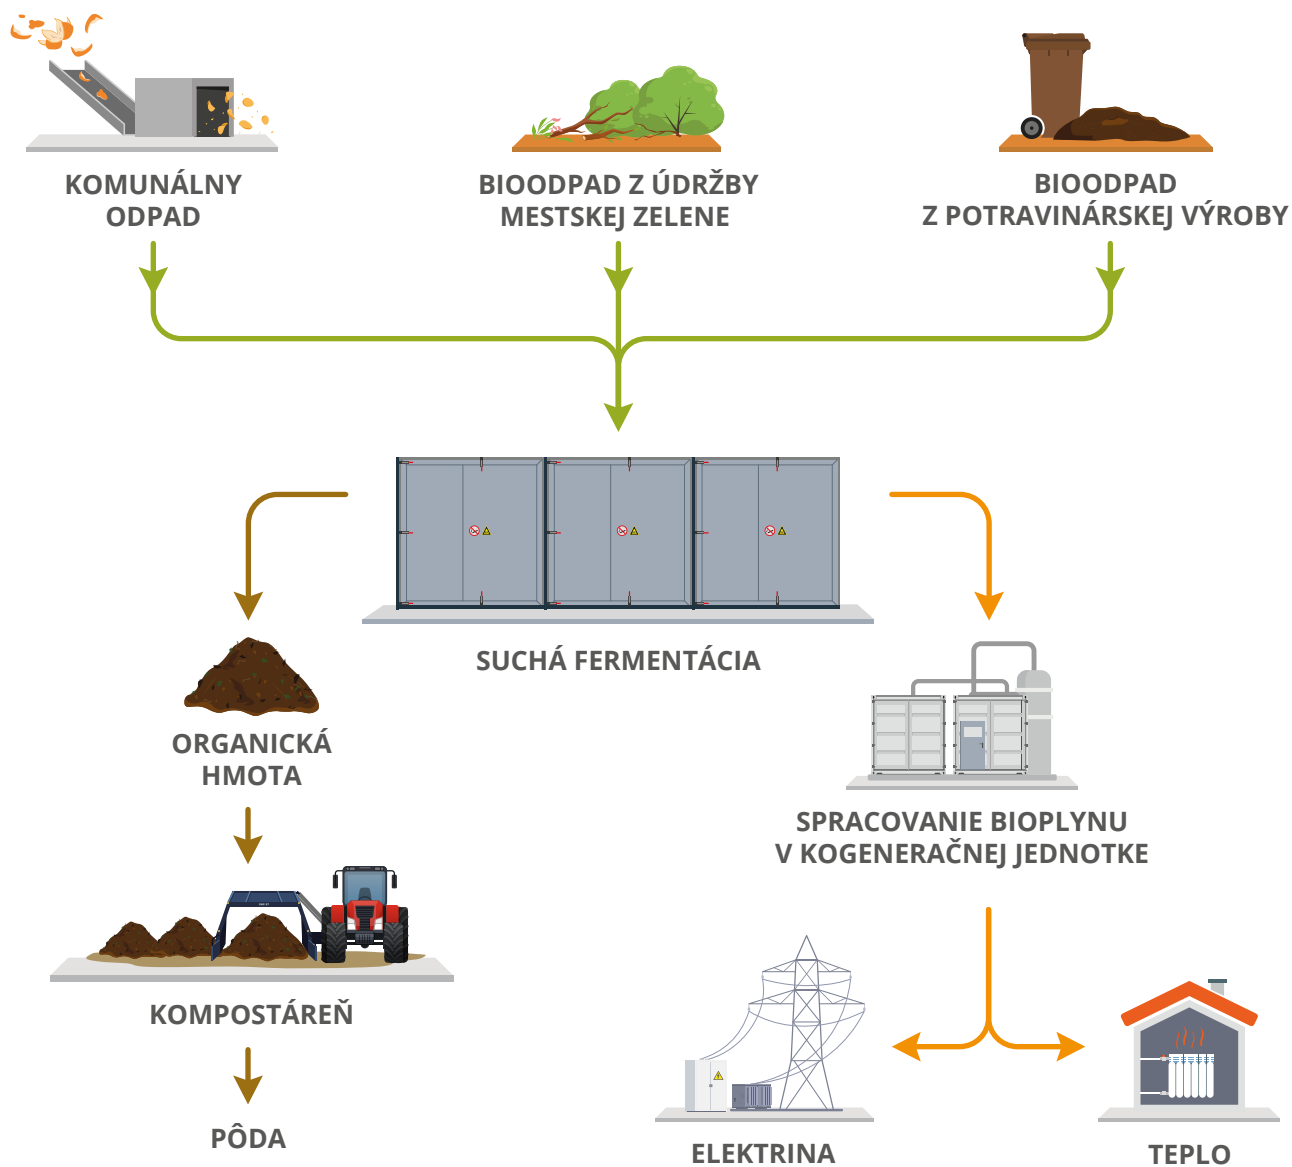 KOMUNÁLNY
ODPAD
BIOODPAD Z ÚDRŽBY
MESTSKEJ ZELENE
BIOODPAD
Z POTRAVINÁRSKEJ VÝROBY
SUCHÁ FERMENTÁCIA
ORGANICKÁ
HMOTA
SPRACOVANIE BIOPLYNU
V KOGENERAČNEJ JEDNOTKE
KOMPOSTÁREŇ
PÔDA
ELEKTRINA
TEPLO